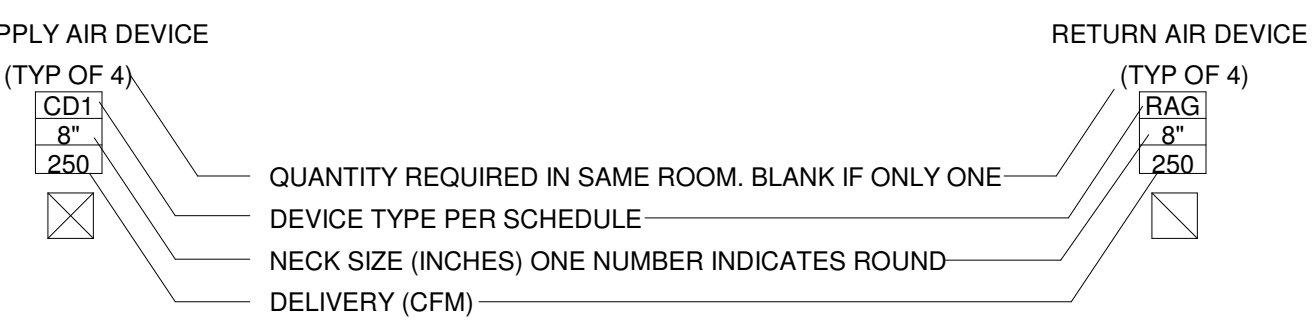 PPLY AIR DEVICE
RETURN AIR DEVICE
(TYP OF 4)
(TYP OF 4)
CD1
RAG
8"
8"
250
250
QUANTITY REQUIRED IN SAME ROOM. BLANK IF ONLY ONE
DEVICE TYPE PER SCHEDULE
NECK SIZE (INCHES) ONE NUMBER INDICATES ROUND
DELIVERY (CFM)